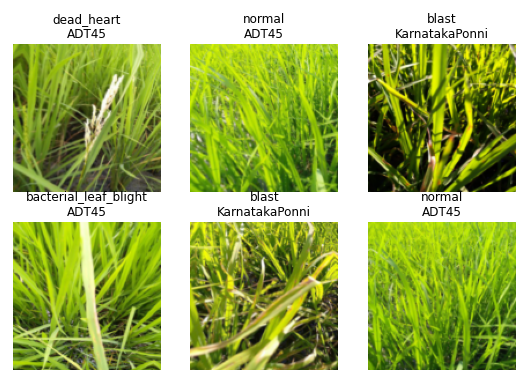 dead_heart
ADT45
normal
ADT45
blast
KarnatakaPonni
bacterial_leaf_blight
ADT45
blast
KarnatakaPonni
normal
ADT45